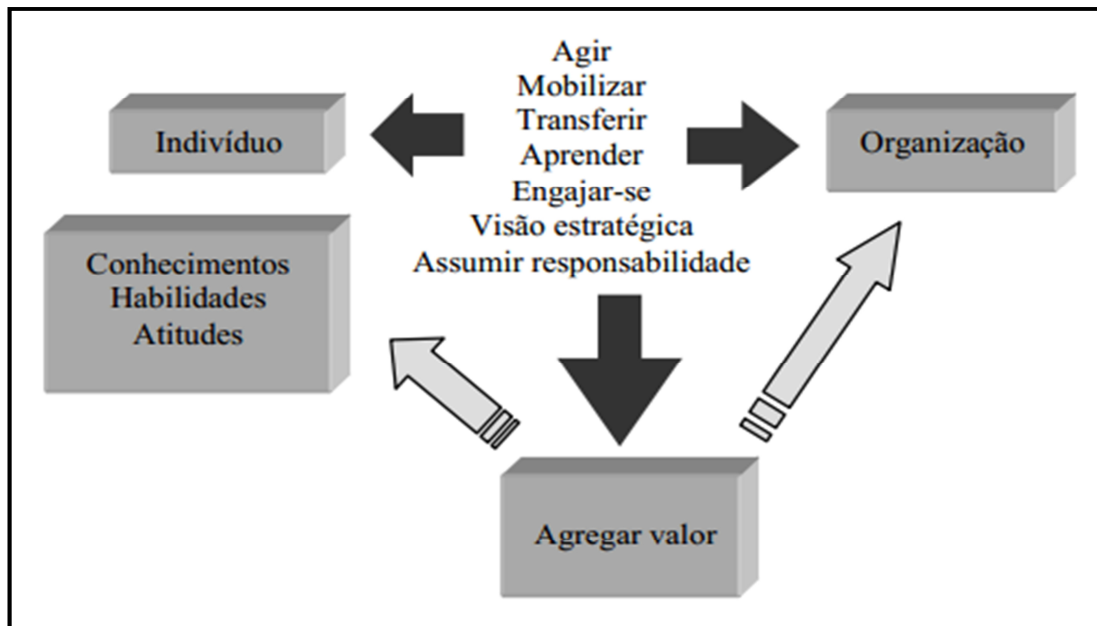 Agir
Mobilizar
Transferir
Aprender
Engajar-se
Visão estratégica
Assumir responsabilidade
Indivíduo
Organização
Conhecimentos
Habilidades
Atitudes
Agregar valor